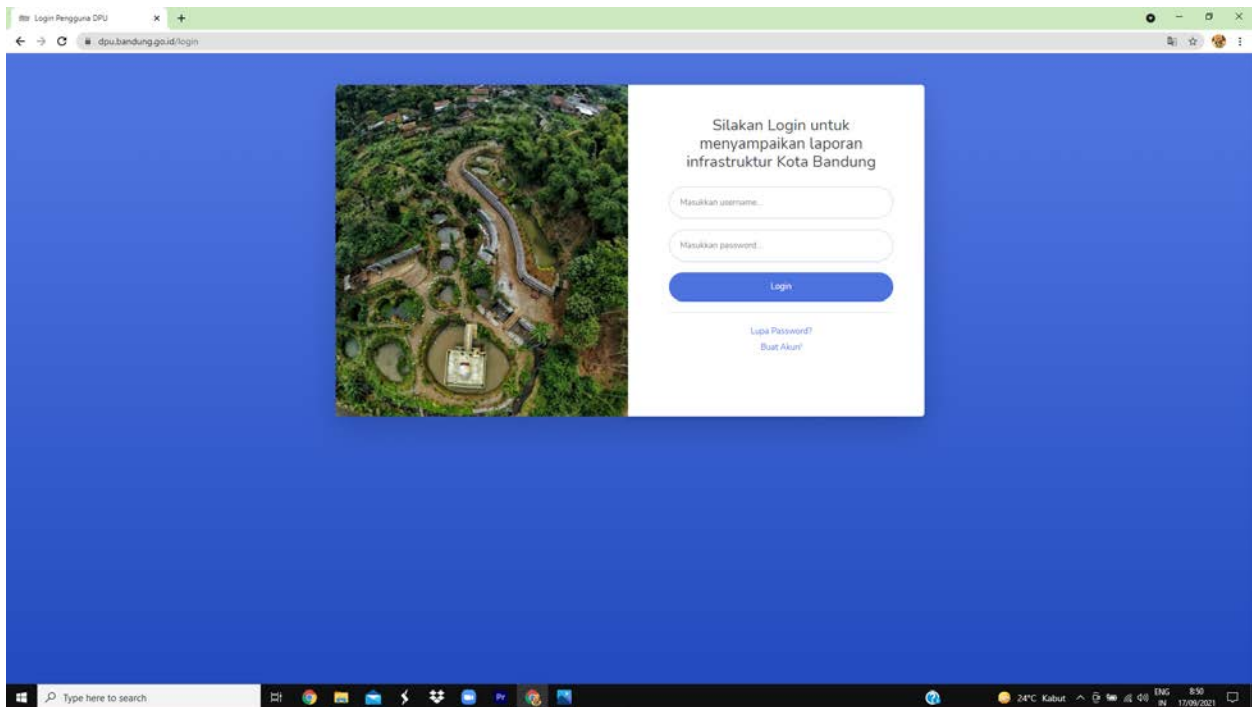 Login Pengguna DPU
dpu.bandung.go.id/login
Silakan Login untuk
menyampaikan laporan
infrastruktur Kota Bandung
Masukkan username...
Masukkan password...
Login
Lupa Password?
Buat Akun!
Type here to search
Pr
24°C Kabut
ENG
IN
8:50
17/09/2021